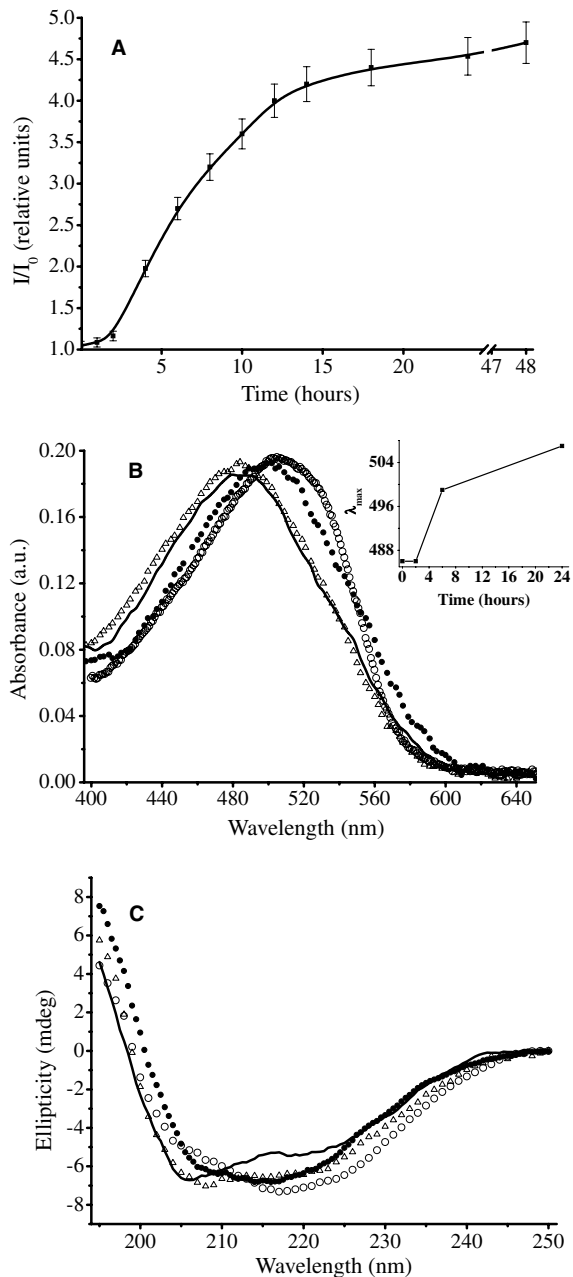 A
5.0
4.5
4.0
3.5
3.0
2.5
2.0
1.5
1.0
I/I0 (relative units)
5 10 15 20 47 48
Time (hours)
B
0.20
0.16
0.12
0.08
0.04
0.00
Absorbance (a.u.)
400 440 480 520 560 600 640
Wavelength (nm)
504
496
488
λmax
0 4 8 12 16 20 24
Time (hours)
C
8
6
4
2
0
-2
-4
-6
-8
Ellipticity (mdeg)
200 210 220 230 240 250
Wavelength (nm)